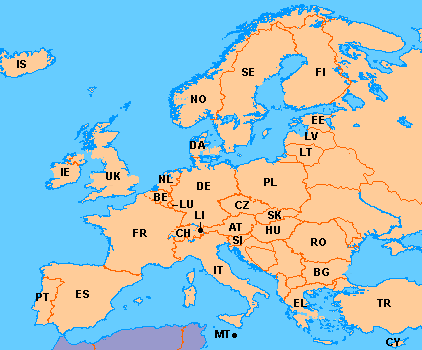 IS
SE
FI
NO
EE
LV
DA
LT
IE
UK
NL
DE
PL
BE
LU
CZ
LI
SK
FR
CH
AT
HU
SI
RO
IT
BG
PT
ES
EL
TR
MT
CY